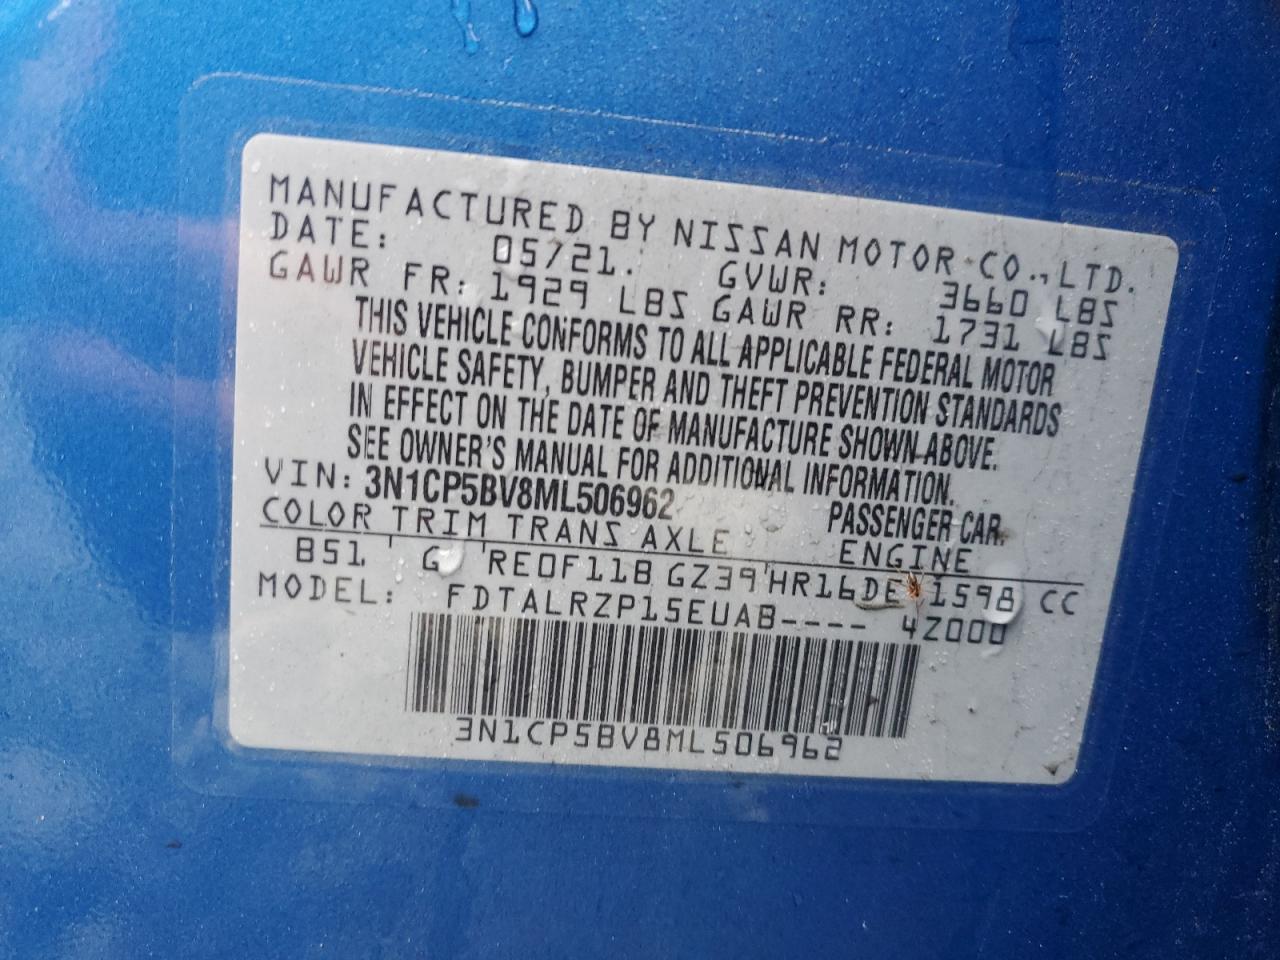 MANUFACTURED BY NISSAN MOTOR CO.,LTD.
DATE: 05/21. GVWR: 3660 LBS
GAWR FR: 1929 LBS GAWR RR: 1731 LBS
THIS VEHICLE CONFORMS TO ALL APPLICABLE FEDERAL MOTOR
VEHICLE SAFETY, BUMPER AND THEFT PREVENTION STANDARDS
IN EFFECT ON THE DATE OF MANUFACTURE SHOWN ABOVE.
SEE OWNER'S MANUAL FOR ADDITIONAL INFORMATION.
VIN: 3N1CP5BV8ML506962 PASSENGER CAR.
COLOR TRIM TRANS AXLE ENGINE
B51 G RE0F11B GZ39 HR16DE 1598 CC
MODEL: FDTALRZP15EUAB---- 4Z000
3N1CP5BV8ML506962